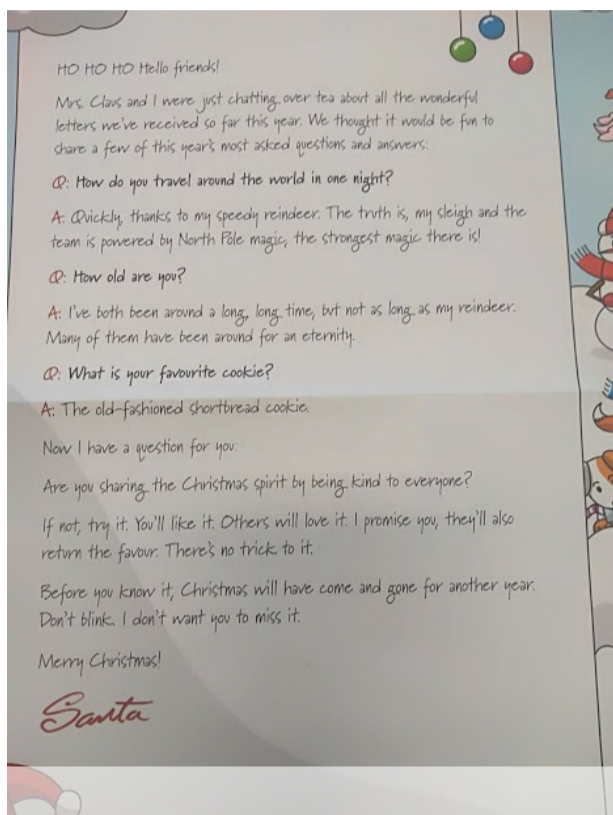 HO HO HO Hello friends!
Mrs. Claus and I were just chatting over tea about all the wonderful
letters we've received so far this year. We thought it would be fun to
share a few of this year's most asked questions and answers:
Q: How do you travel around the world in one night?
A: Quickly, thanks to my speedy reindeer. The truth is, my sleigh and the
team is powered by North Pole magic, the strongest magic there is!
Q: How old are you?
A: I've both been around a long, long time, but not as long as my reindeer.
Many of them have been around for an eternity.
Q: What is your favourite cookie?
A: The old-fashioned shortbread cookie.
Now I have a question for you:
Are you sharing the Christmas spirit by being kind to everyone?
If not, try it. You'll like it. Others will love it. I promise you, they'll also
return the favour. There's no trick to it.
Before you know it, Christmas will have come and gone for another year.
Don't blink. I don't want you to miss it.
Merry Christmas!
Santa